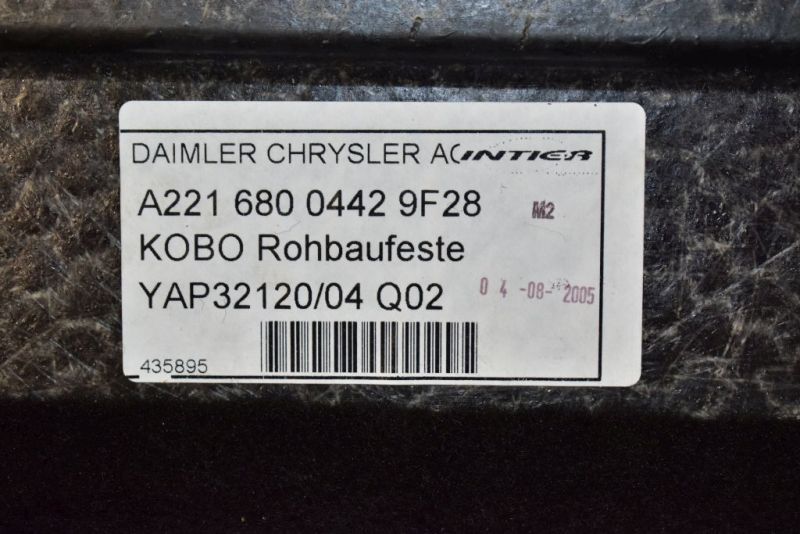 DAIMLER CHRYSLER AG INTIER
A221 680 0442 9F28 M2
KOBO Rohbaufeste
YAP32120/04 Q02 04-08-2005
435895